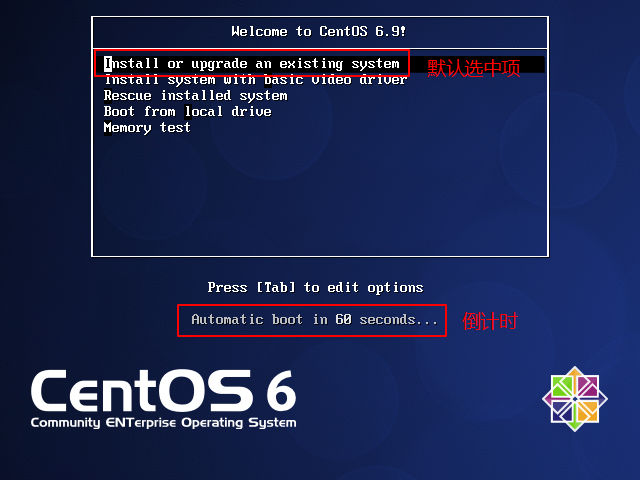 Welcome to CentOS 6.9!
Install or upgrade an existing system
默认选中项
Install system with basic video driver
Rescue installed system
Boot from local drive
Memory test
Press [Tab] to edit options
Automatic boot in 60 seconds...
倒计时
CentOS 6
Community ENTerprise Operating System